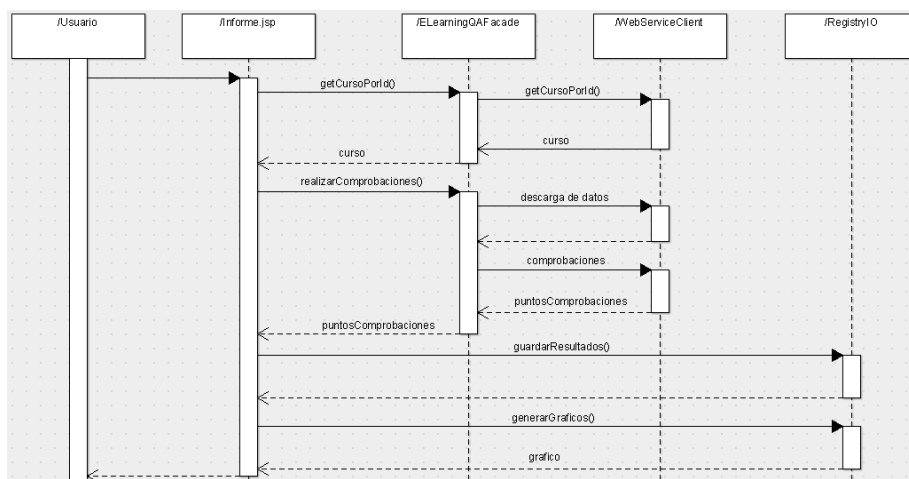 /Usuario
/Informe.jsp
/ELearningQAFacade
/WebServiceClient
/RegistryIO
getCursoPorId()
getCursoPorId()
curso
curso
realizarComprobaciones()
descarga de datos
comprobaciones
puntosComprobaciones
puntosComprobaciones
guardarResultados()
generarGraficos()
grafico